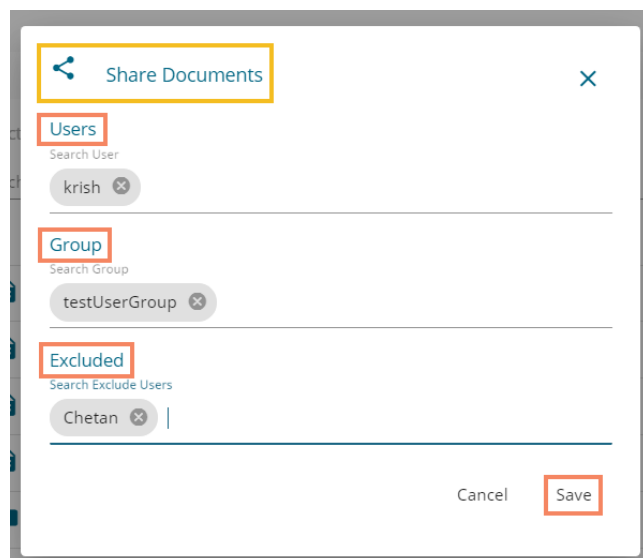 Share Documents
Users
Search User
krish
Group
Search Group
testUserGroup
Excluded
Search Exclude Users
Chetan
Cancel
Save